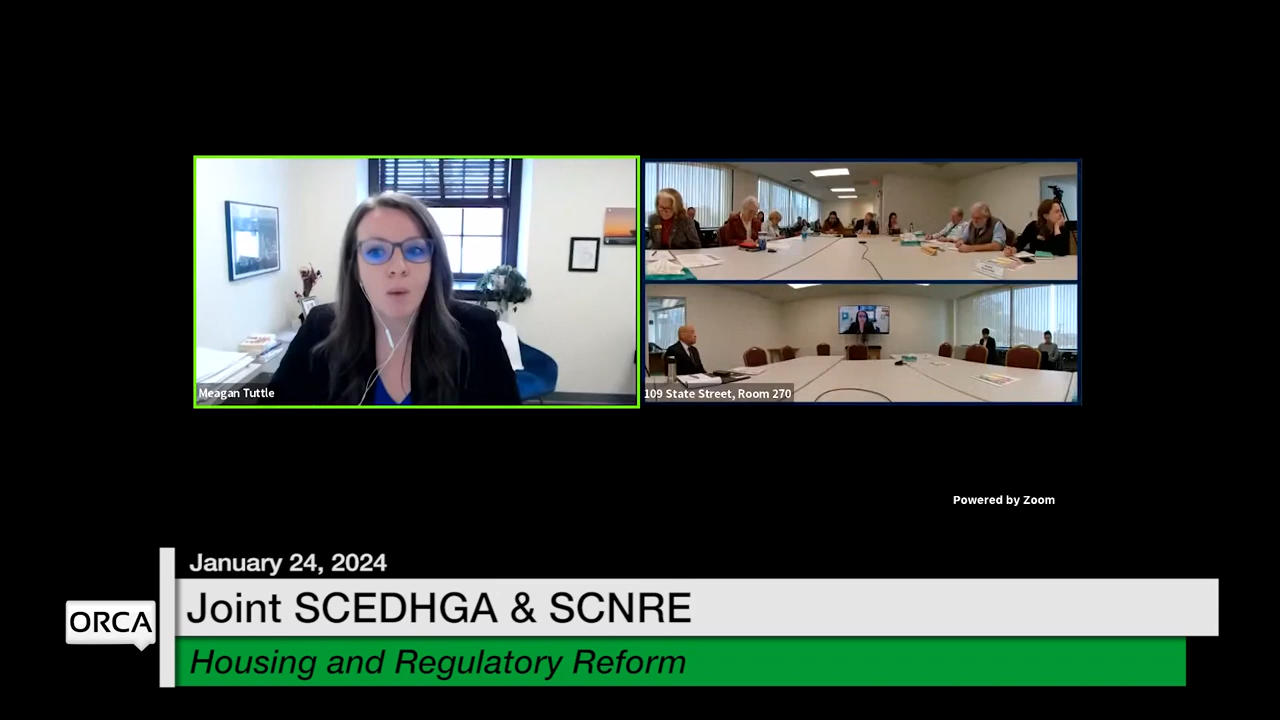 Meagan Tuttle
109 State Street, Room 270
Powered by Zoom
January 24, 2024
ORCA
Joint SCEDHGA & SCNRE
Housing and Regulatory Reform